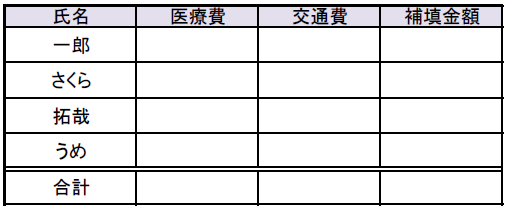 氏名 医療費 交通費 補填金額
一郎
さくら
拓哉
うめ
合計